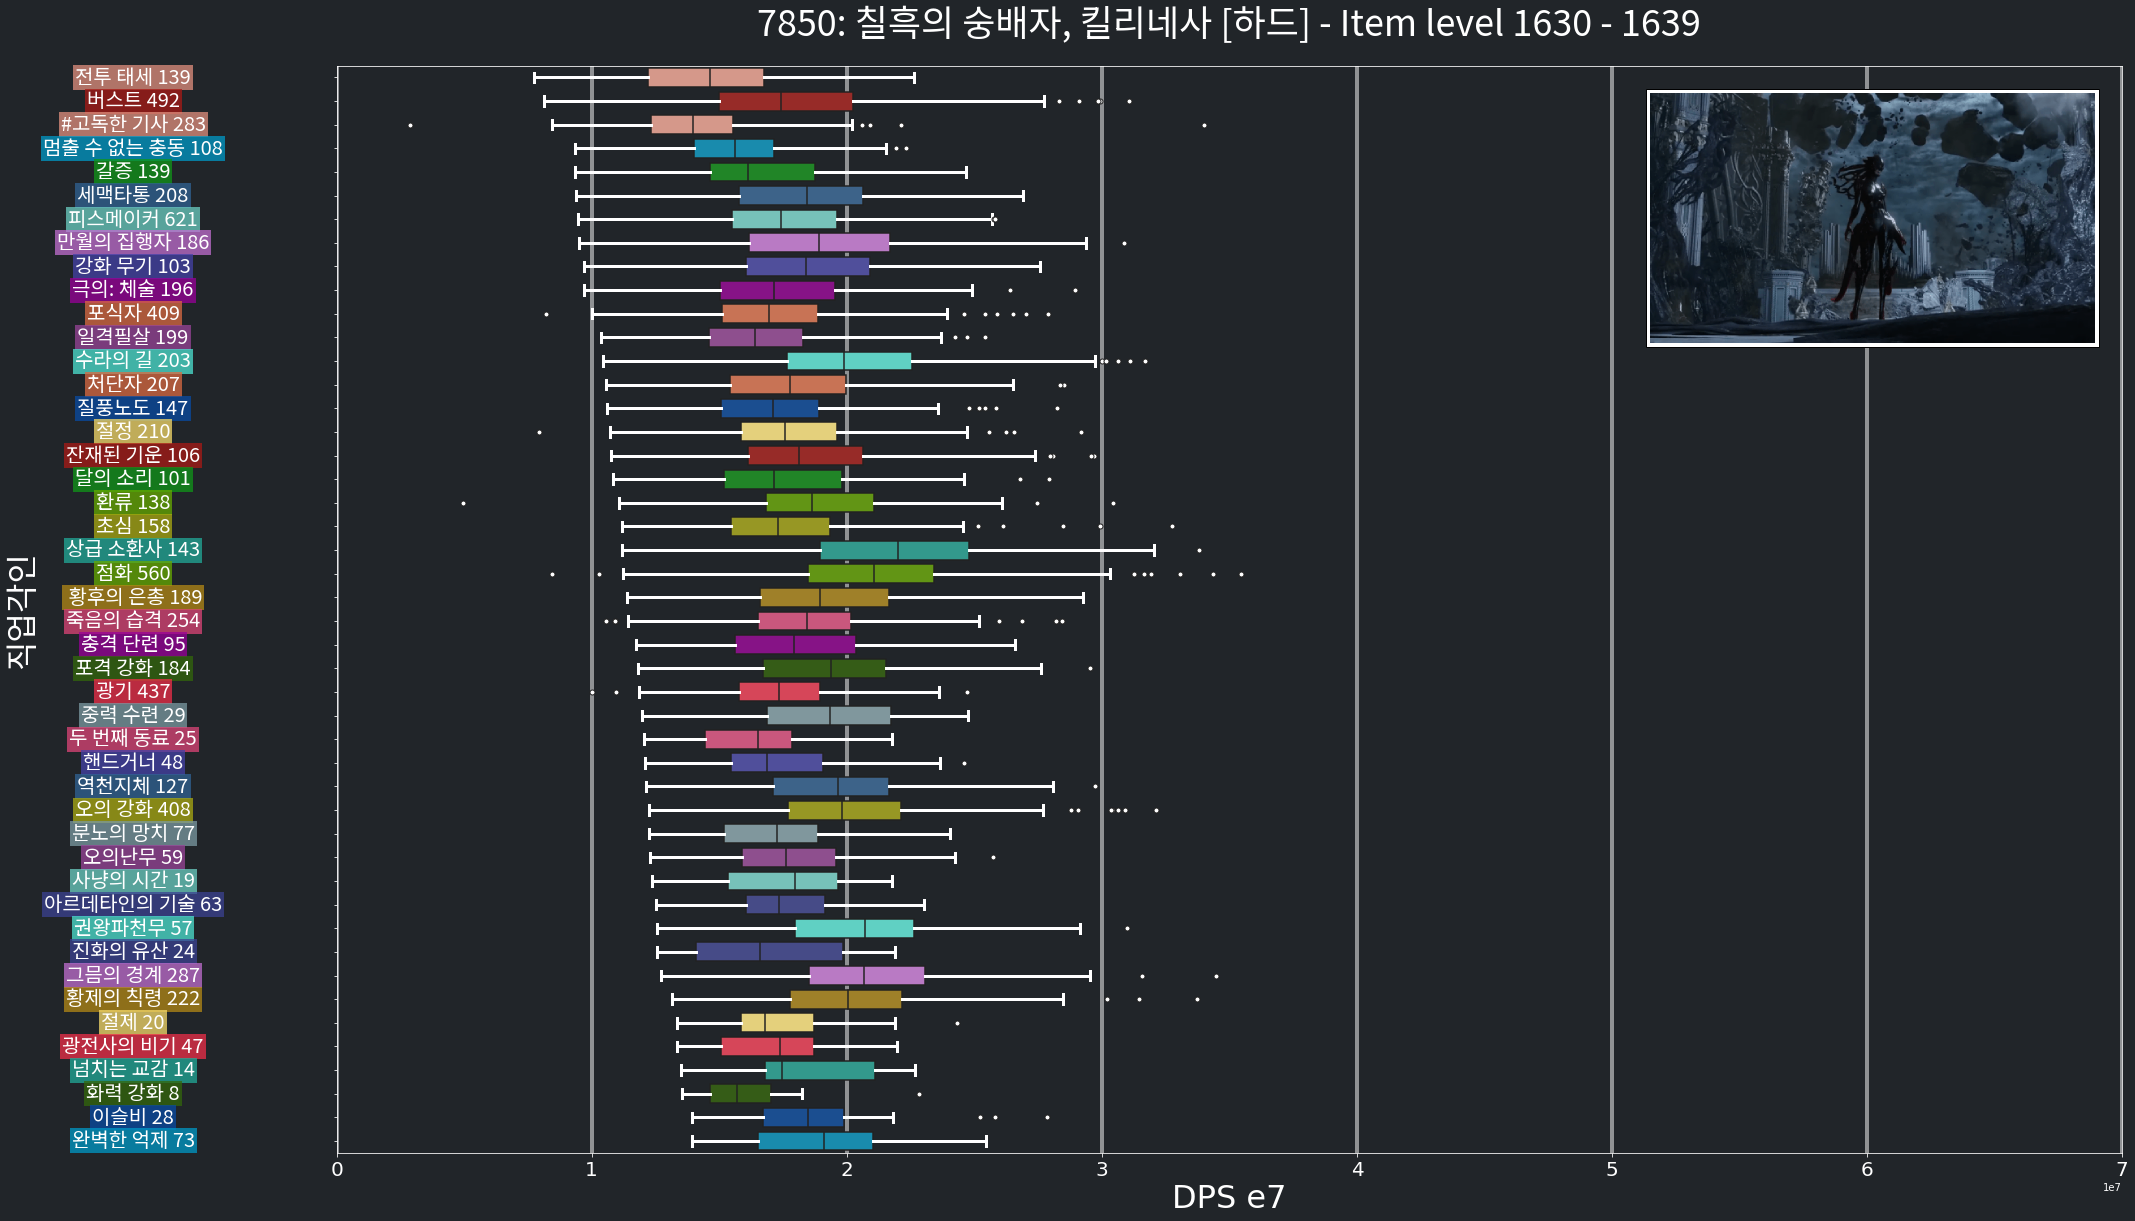 7850: 칠흑의 숭배자, 킬리네사 [하드] - Item level 1630 - 1639
직업각인
전투 태세 139
버스트 492
#고독한 기사 283
멈출 수 없는 충동 108
갈증 139
세맥타통 208
피스메이커 621
만월의 집행자 186
강화 무기 103
극의: 체술 196
포식자 409
일격필살 199
수라의 길 203
처단자 207
질풍노도 147
절정 210
잔재된 기운 106
달의 소리 101
환류 138
초심 158
상급 소환사 143
점화 560
황후의 은총 189
죽음의 습격 254
충격 단련 95
포격 강화 184
광기 437
중력 수련 29
두 번째 동료 25
핸드거너 48
역천지체 127
오의 강화 408
분노의 망치 77
오의난무 59
사냥의 시간 19
아르데타인의 기술 63
권왕파천무 57
진화의 유산 24
그믐의 경계 287
황제의 칙령 222
절제 20
광전사의 비기 47
넘치는 교감 14
화력 강화 8
이슬비 28
완벽한 억제 73
0 1 2 3 4 5 6 7
1e7
DPS e7